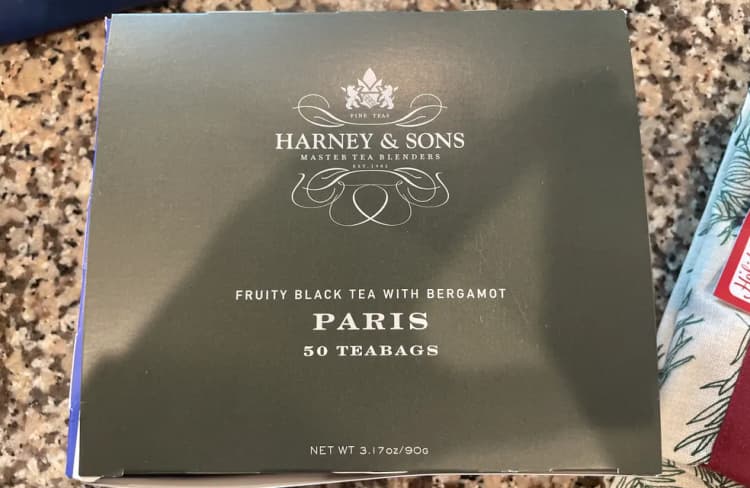 FINE TEAS
HARNEY & SONS
MASTER TEA BLENDERS
EST. 1983
FRUITY BLACK TEA WITH BERGAMOT
PARIS
50 TEABAGS
NET WT 3.17oz/90g